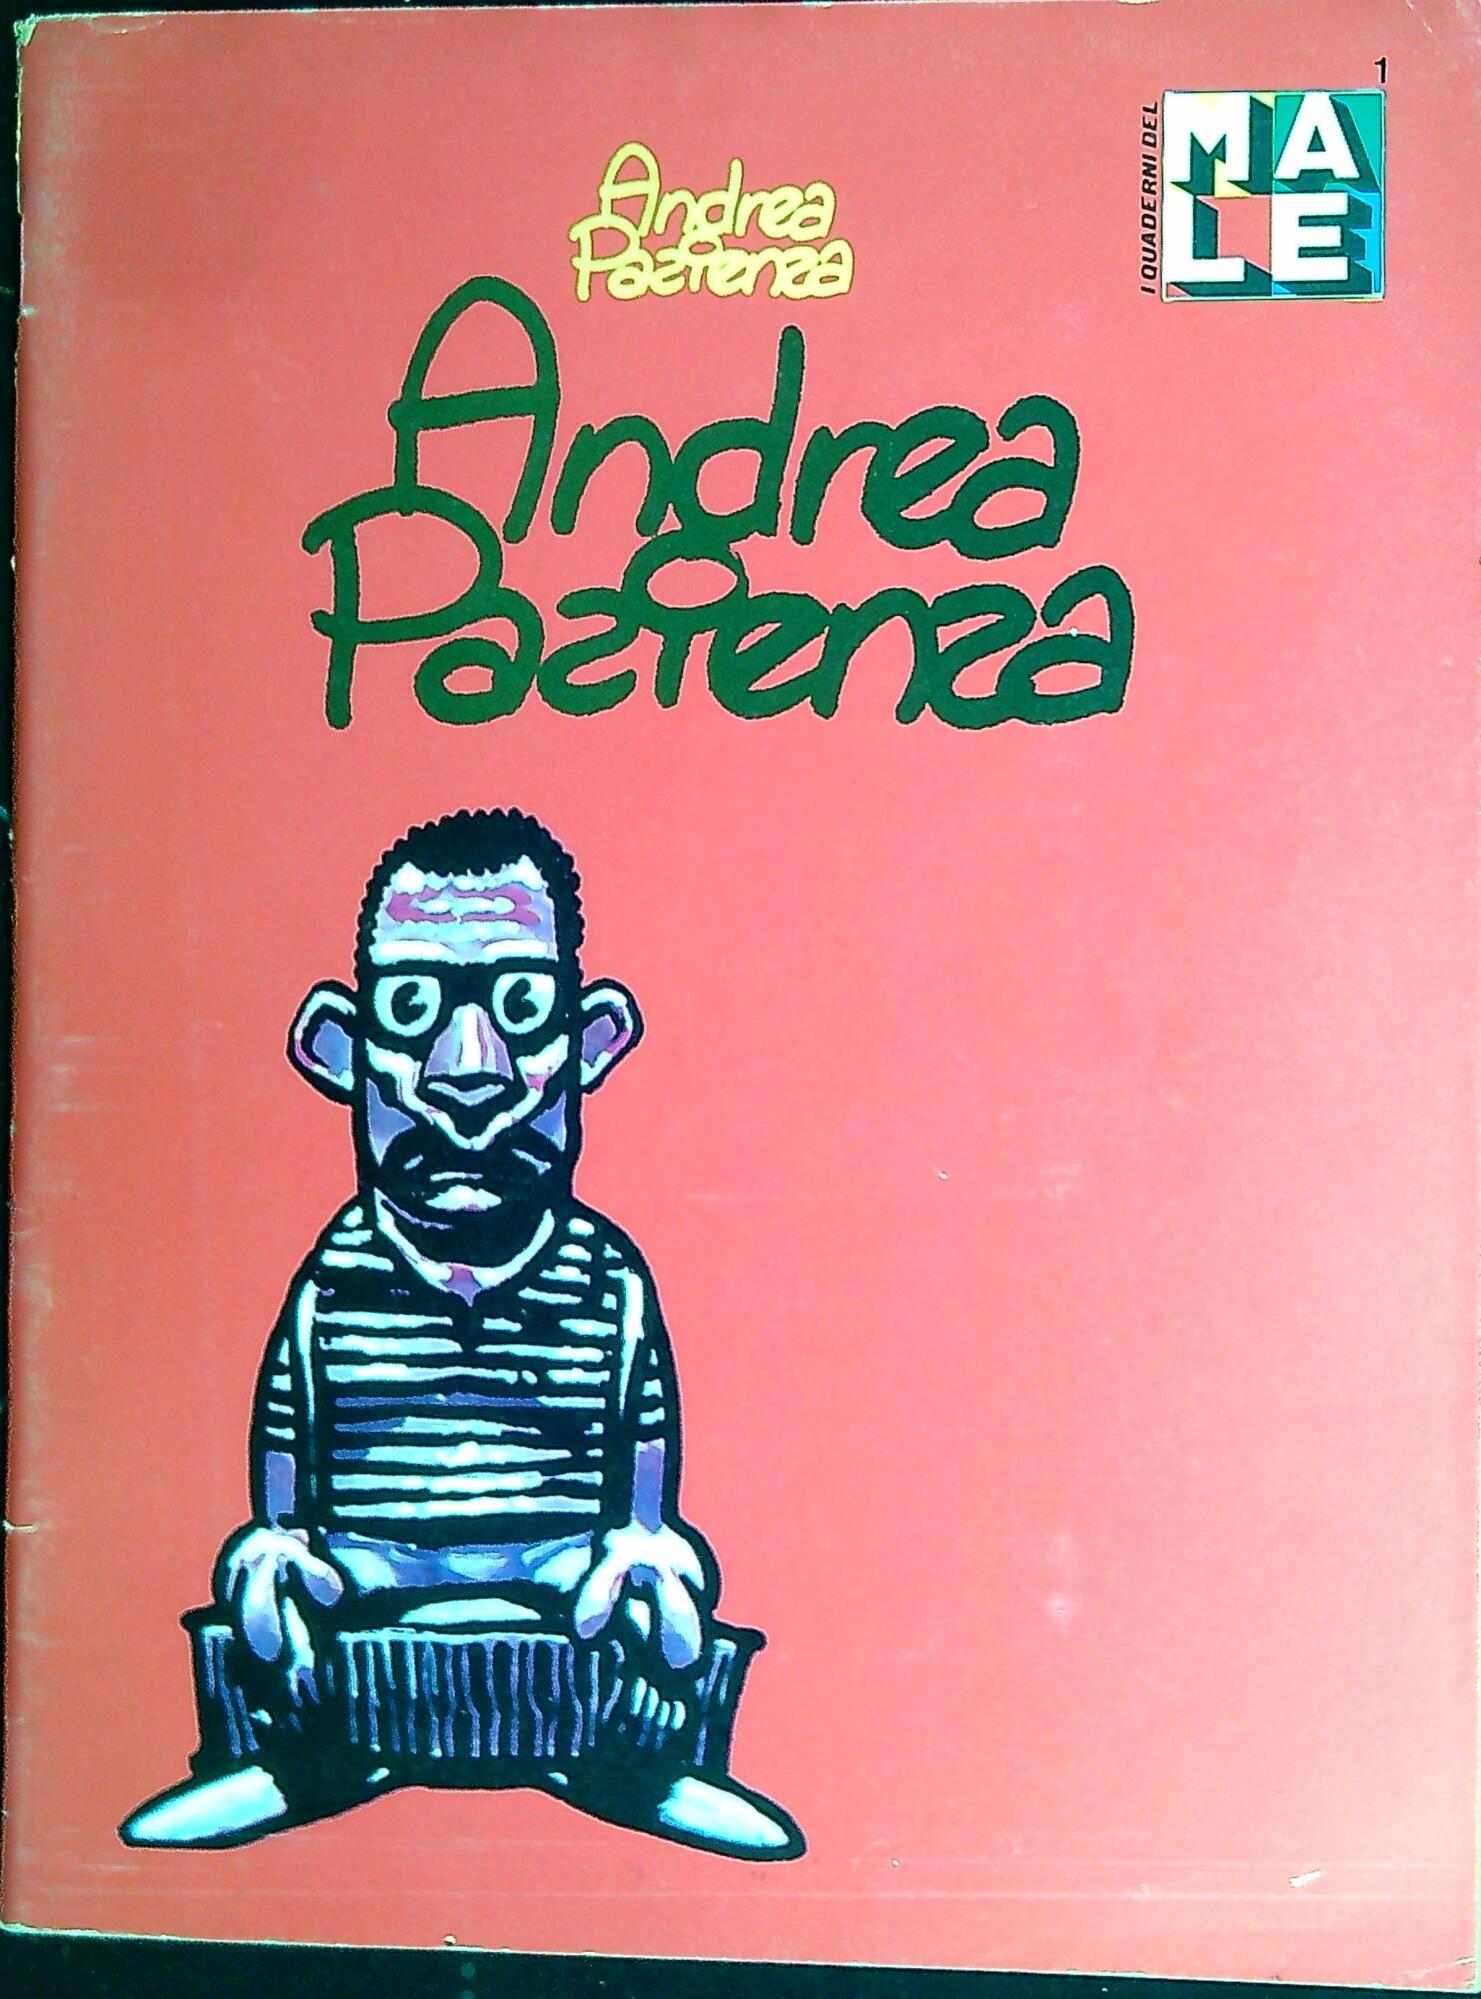 1
I QUADERNI DEL
MA
LE
Andrea
Pazienza
Andrea
Pazienza